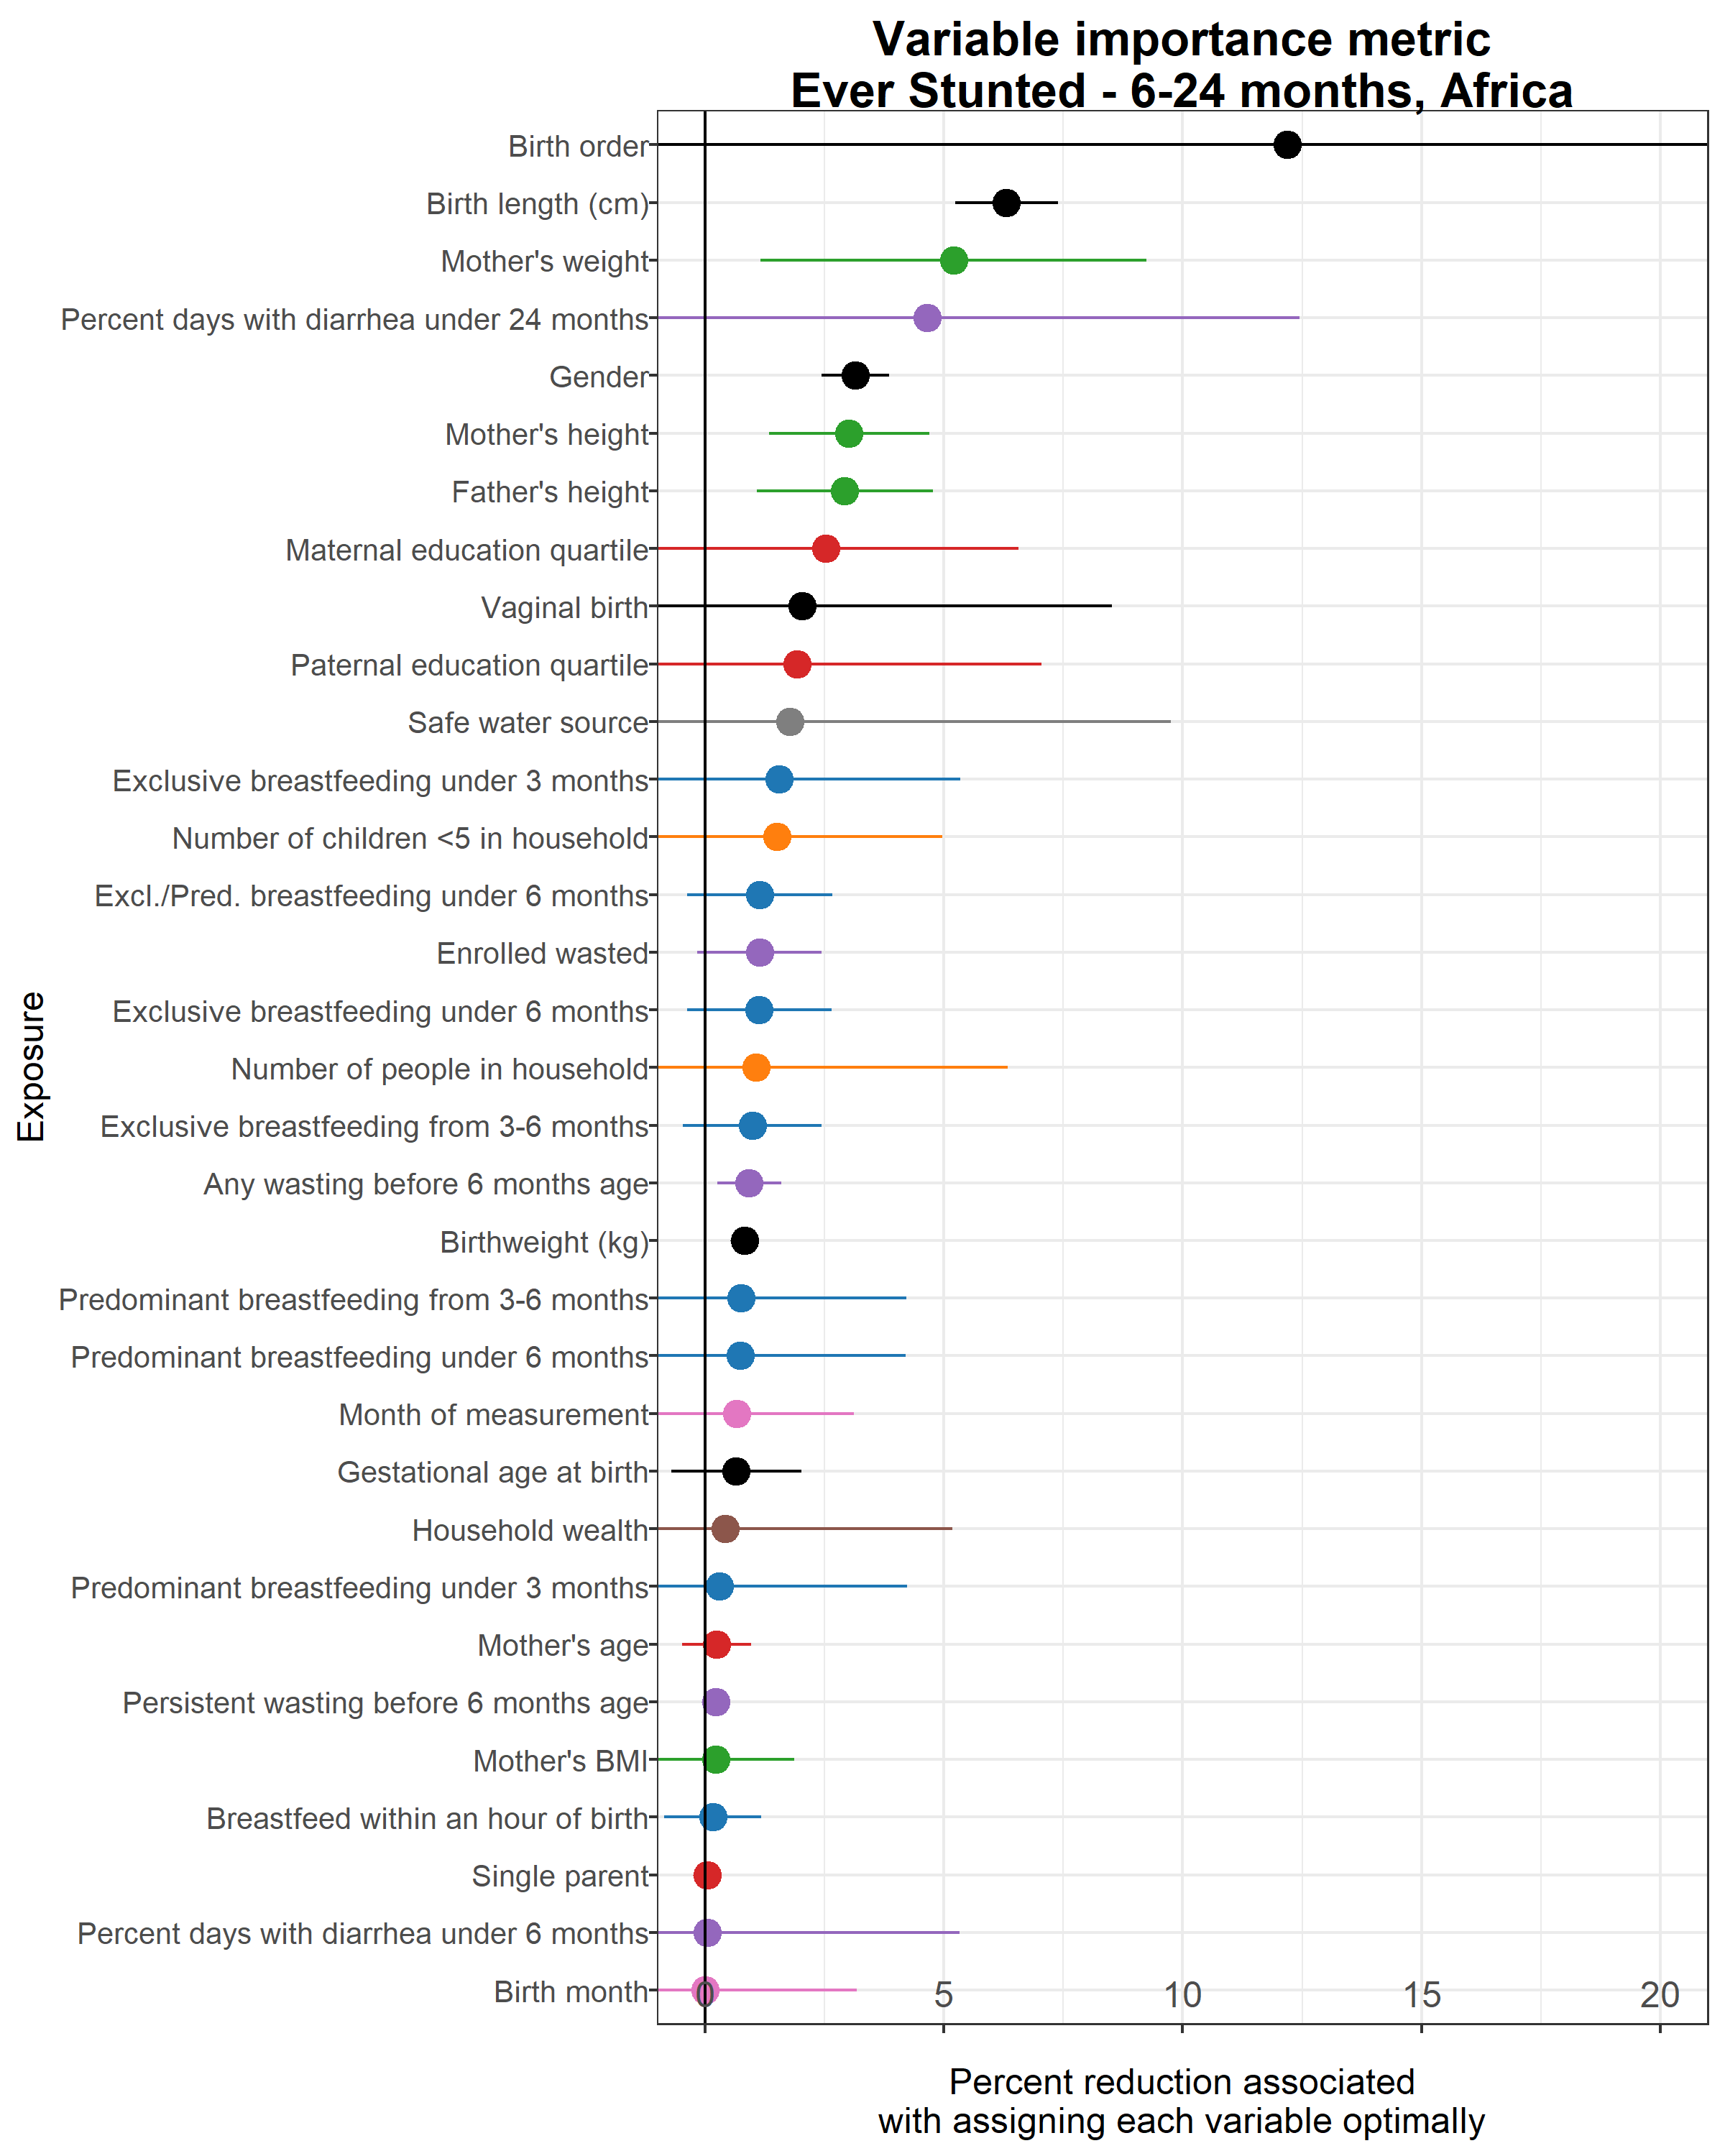 Variable importance metric
Ever Stunted - 6-24 months, Africa
Birth order
Birth length (cm)
Mother's weight
Percent days with diarrhea under 24 months
Gender
Mother's height
Father's height
Maternal education quartile
Vaginal birth
Paternal education quartile
Safe water source
Exclusive breastfeeding under 3 months
Number of children <5 in household
Excl./Pred. breastfeeding under 6 months
Enrolled wasted
Exclusive breastfeeding under 6 months
Number of people in household
Exclusive breastfeeding from 3-6 months
Any wasting before 6 months age
Birthweight (kg)
Predominant breastfeeding from 3-6 months
Predominant breastfeeding under 6 months
Month of measurement
Gestational age at birth
Household wealth
Predominant breastfeeding under 3 months
Mother's age
Persistent wasting before 6 months age
Mother's BMI
Breastfeed within an hour of birth
Single parent
Percent days with diarrhea under 6 months
Birth month
Exposure
0 5 10 15 20
Percent reduction associated
with assigning each variable optimally